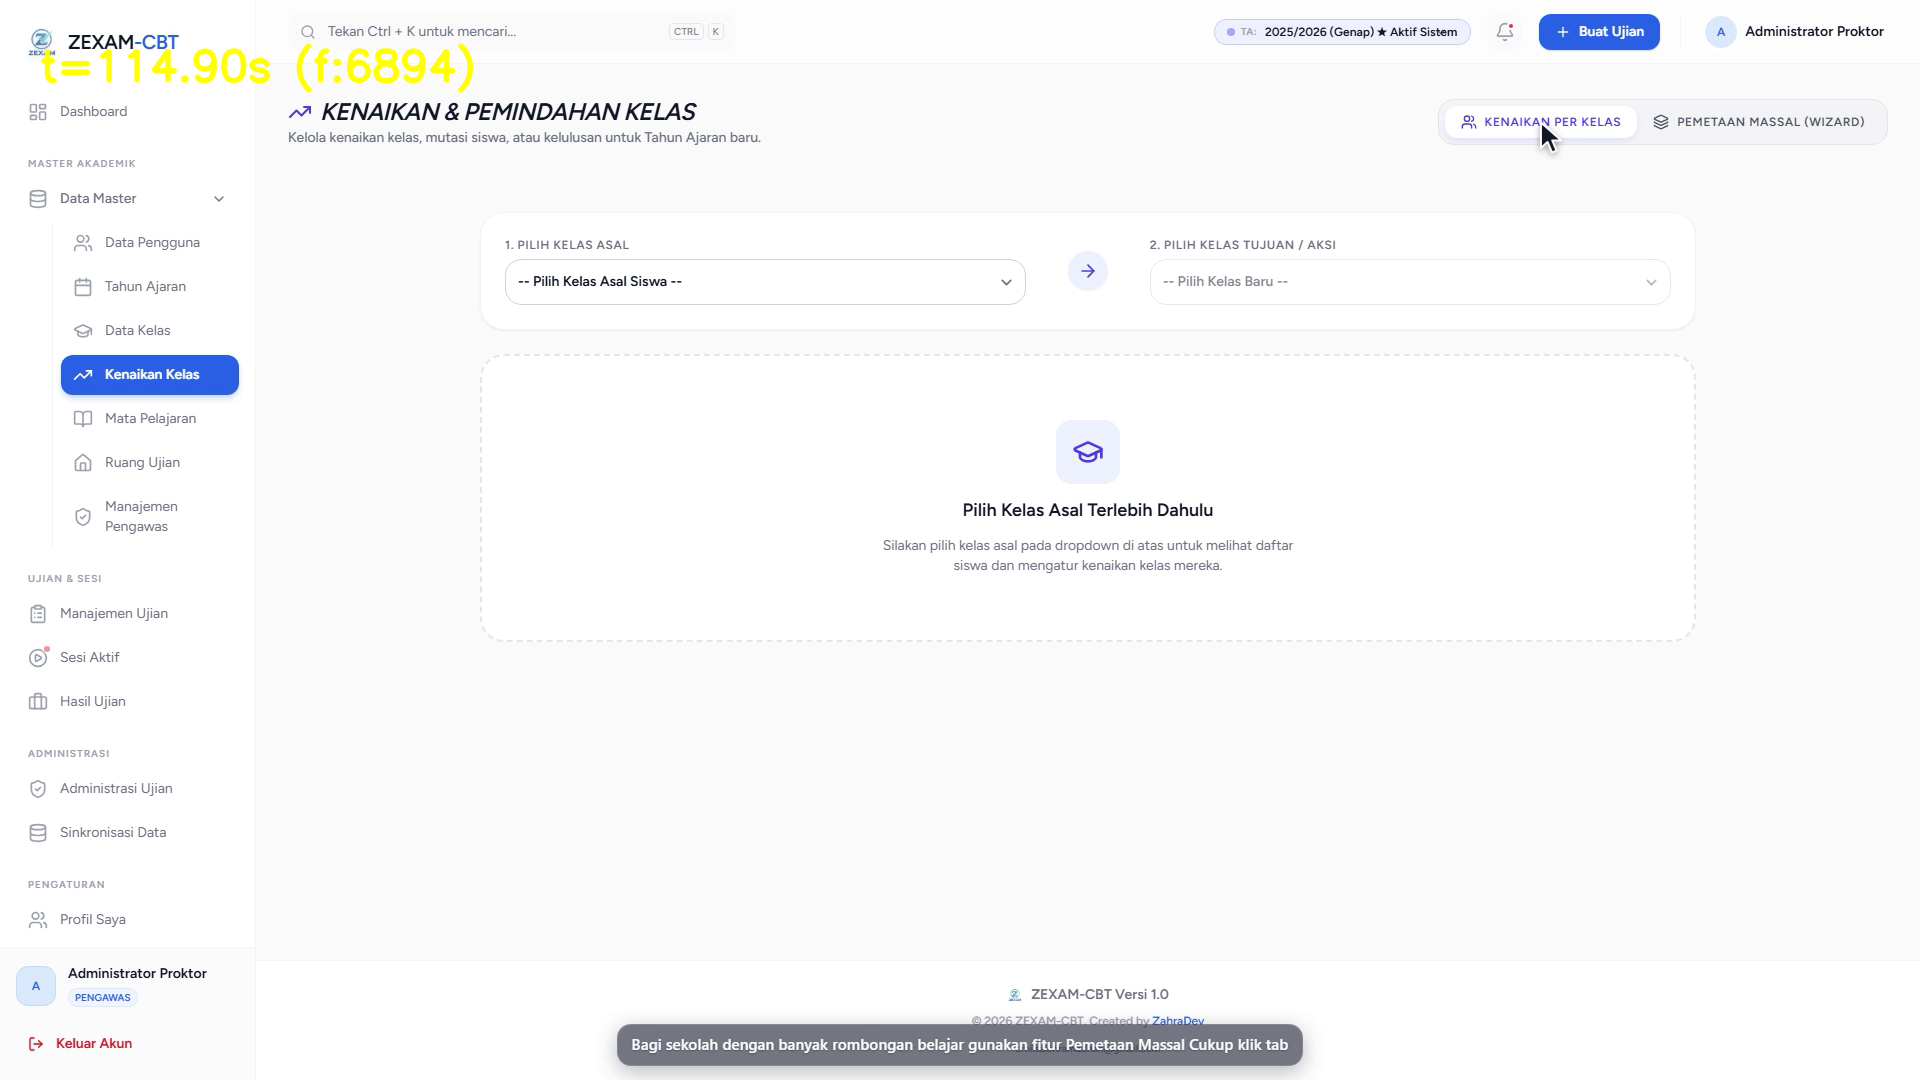 ZEXAM-CBT
Tekan Ctrl + K untuk mencari...
CTRL K
TA: 2025/2026 (Genap) ★ Aktif Sistem
Buat Ujian
A
Administrator Proktor
t=114.90s (f:6894)
Dashboard
MASTER AKADEMIK
Data Master
Data Pengguna
Tahun Ajaran
Data Kelas
Kenaikan Kelas
Mata Pelajaran
Ruang Ujian
Manajemen
Pengawas
UJIAN & SESI
Manajemen Ujian
Sesi Aktif
Hasil Ujian
ADMINISTRASI
Administrasi Ujian
Sinkronisasi Data
PENGATURAN
Profil Saya
A
Administrator Proktor
PENGAWAS
Keluar Akun
KENAIKAN & PEMINDAHAN KELAS
Kelola kenaikan kelas, mutasi siswa, atau kelulusan untuk Tahun Ajaran baru.
KENAIKAN PER KELAS
PEMETAAN MASSAL (WIZARD)
1. PILIH KELAS ASAL
-- Pilih Kelas Asal Siswa --
2. PILIH KELAS TUJUAN / AKSI
-- Pilih Kelas Baru --
Pilih Kelas Asal Terlebih Dahulu
Silakan pilih kelas asal pada dropdown di atas untuk melihat daftar
siswa dan mengatur kenaikan kelas mereka.
ZEXAM-CBT Versi 1.0
© 2026 ZEXAM-CBT. Created by ZahraDev
Bagi sekolah dengan banyak rombongan belajar gunakan fitur Pemetaan Massal Cukup klik tab